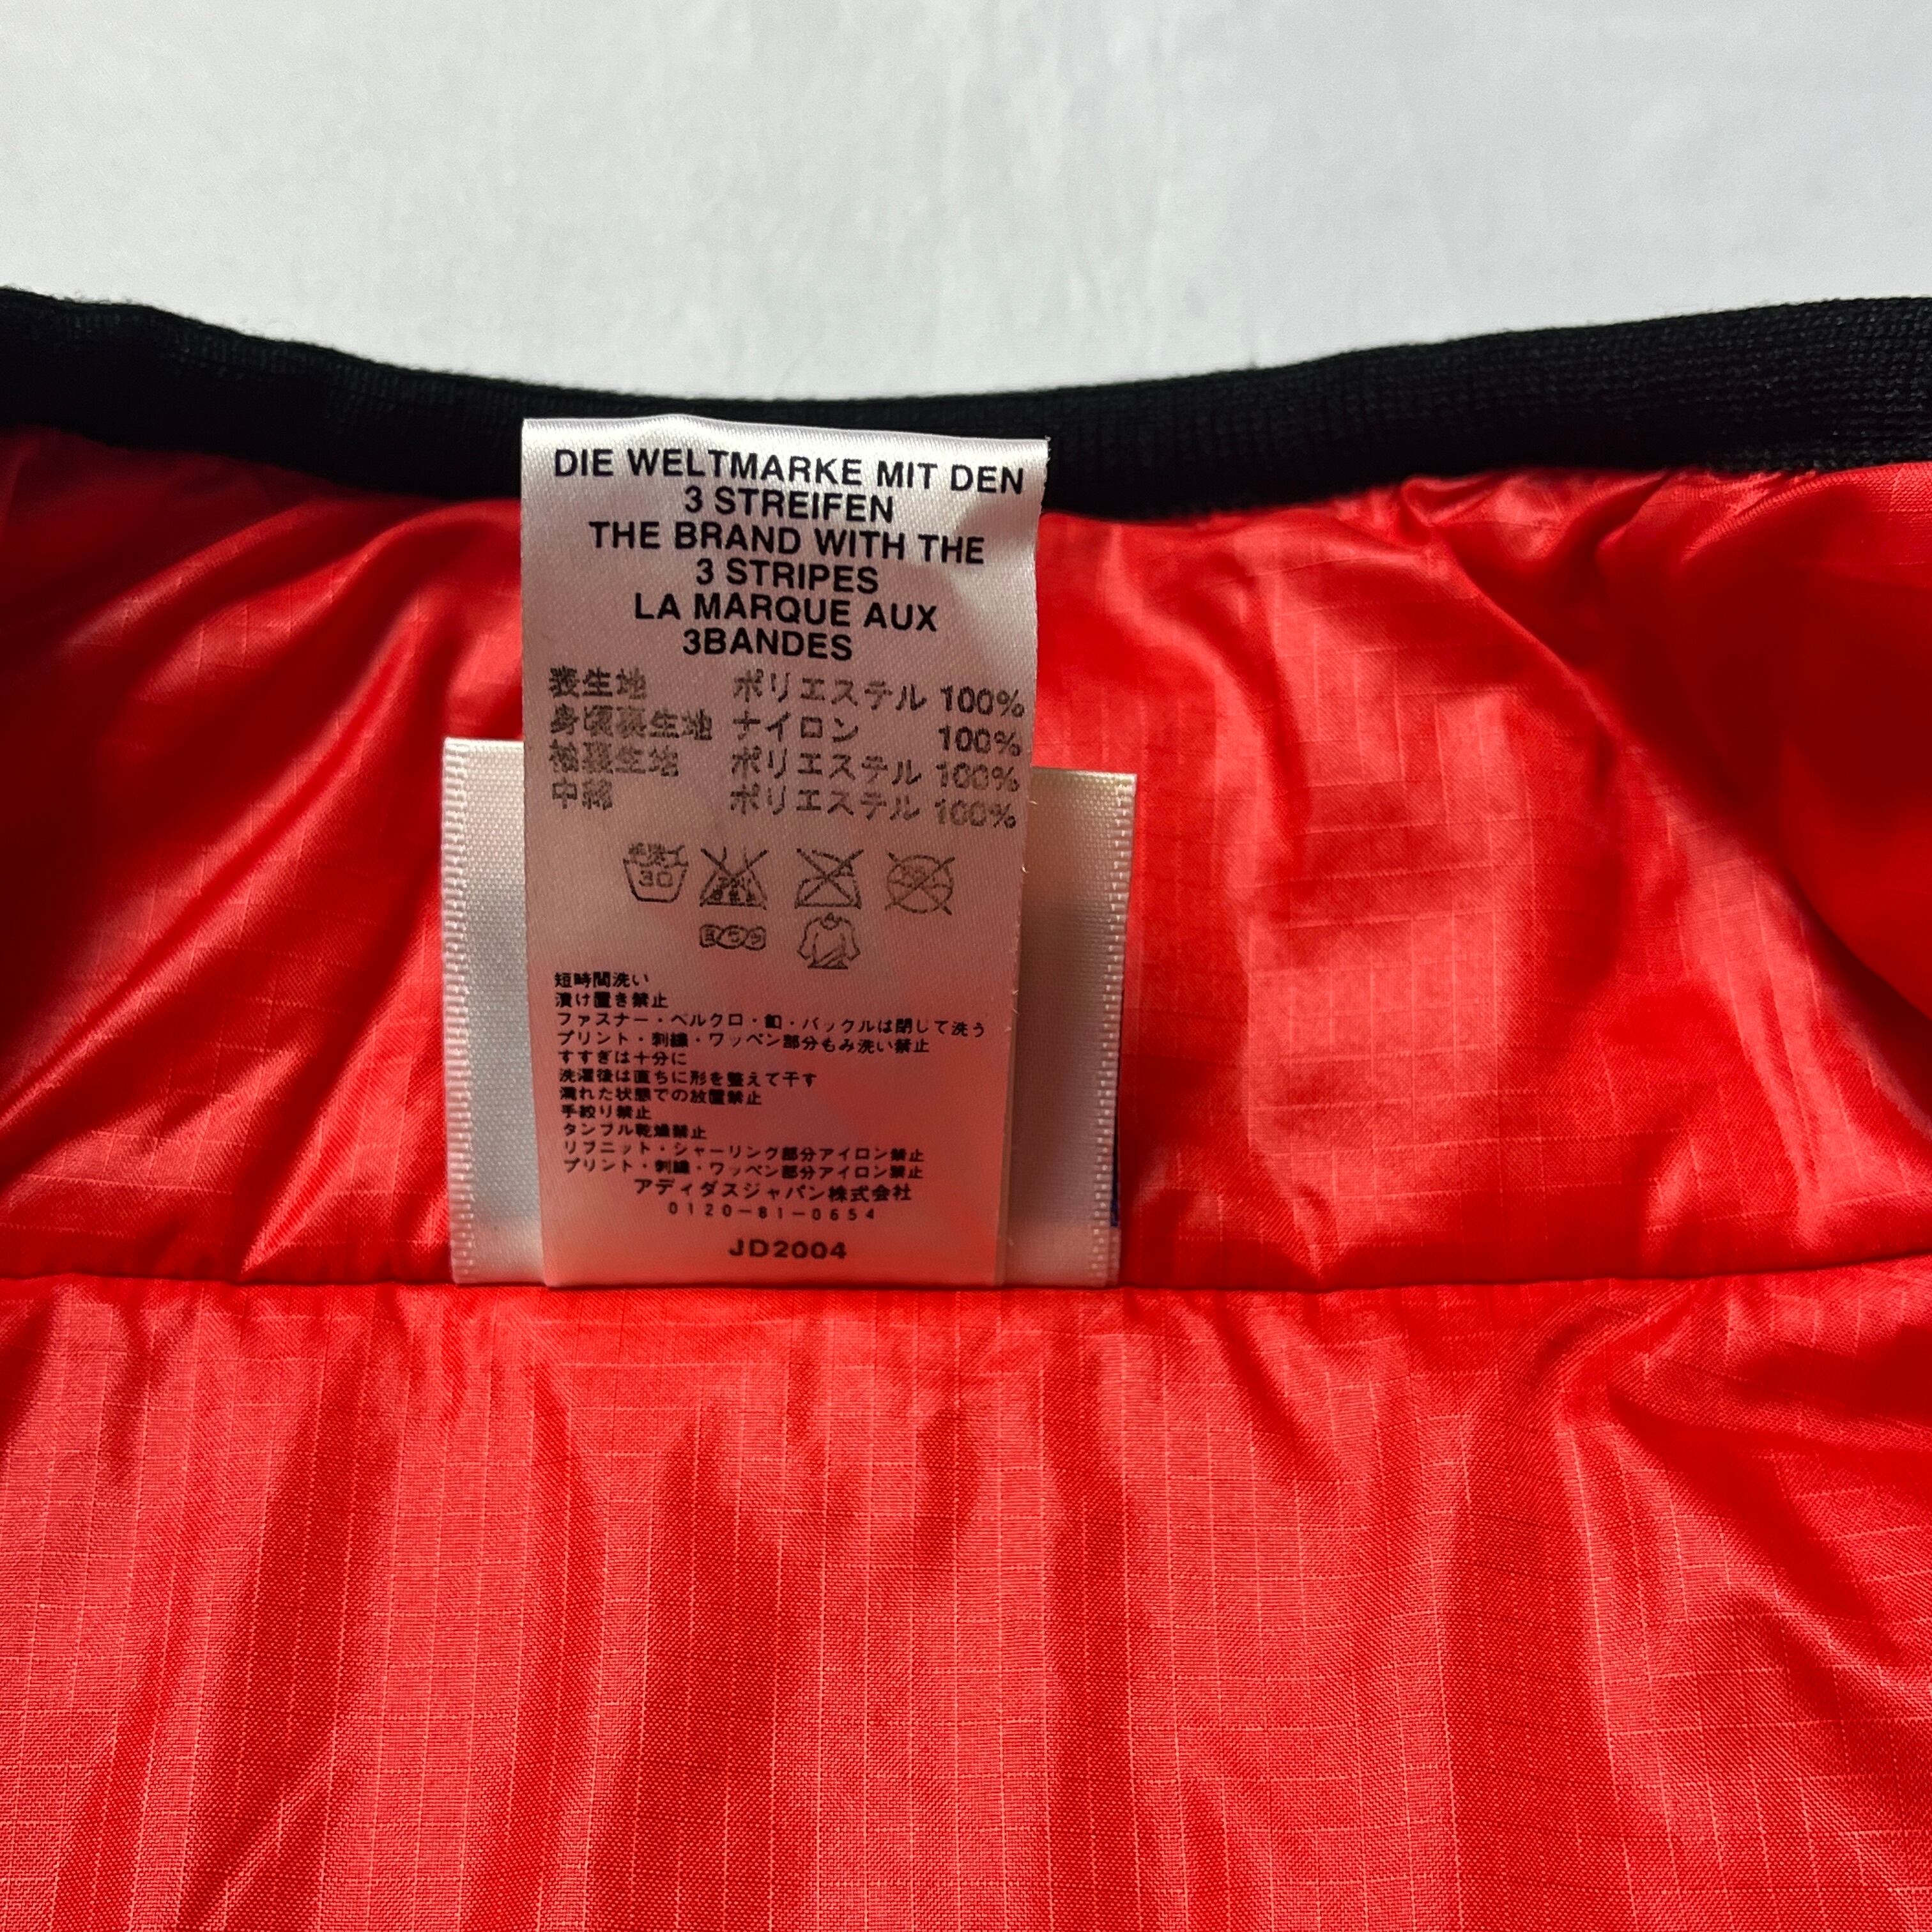 DIE WELTMARKE MIT DEN
3 STREIFEN
THE BRAND WITH THE
3 STRIPES
LA MARQUE AUX
3BANDES
表生地 ポリエステル 100%
身頃裏生地 ナイロン 100%
袖裏生地 ポリエステル 100%
中綿 ポリエステル 100%
手洗イ
30
ヨワク
短時間洗い
漬け置き禁止
ファスナー・ベルクロ・釦・バックルは閉じて洗う
プリント・刺繍・ワッペン部分もみ洗い禁止
すすぎは十分に
洗濯後は直ちに形を整えて干す
濡れた状態での放置禁止
手絞り禁止
タンブル乾燥禁止
リブニット・シャーリング部分アイロン禁止
プリント・刺繍・ワッペン部分アイロン禁止
アディダスジャパン株式会社
0120-81-0654
JD2004